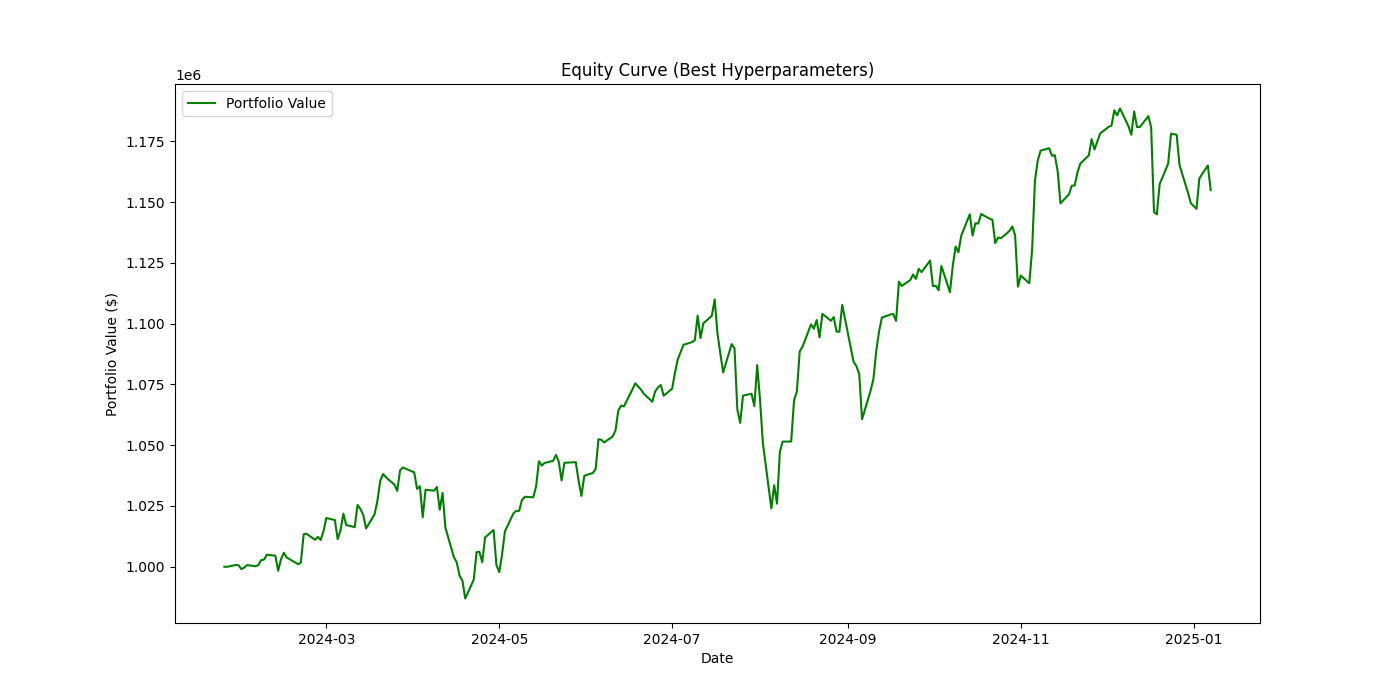 Equity Curve (Best Hyperparameters)
1e6
Portfolio Value
1.175
1.150
1.125
1.100
1.075
1.050
1.025
1.000
Portfolio Value ($)
2024-03
2024-05
2024-07
2024-09
2024-11
2025-01
Date